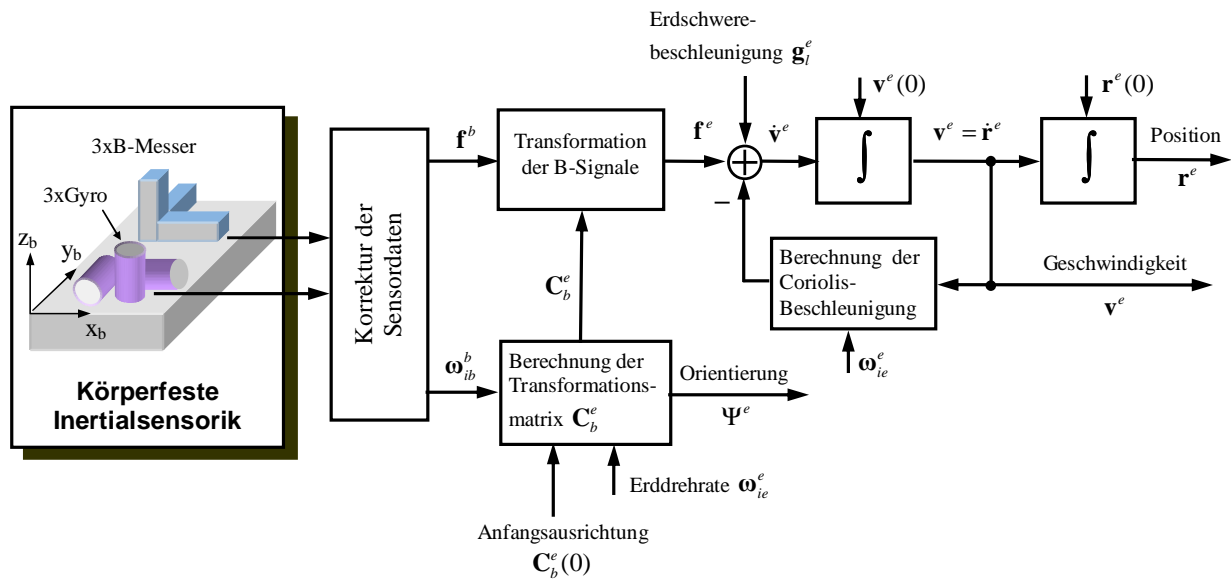 Erdschwere-
beschleunigung g_l^e
v^e(0)
r^e(0)
3xB-Messer
3xGyro
z_b
y_b
x_b
Körperfeste
Inertialsensorik
Korrektur der
Sensordaten
f^b
Transformation
der B-Signale
f^e
+
−
v̇^e
∫
v^e = ṙ^e
∫
Position
r^e
C_b^e
Berechnung der
Coriolis-
Beschleunigung
Geschwindigkeit
v^e
ω_ie^e
ω_ib^b
Berechnung der
Transformations-
matrix C_b^e
Orientierung
Ψ^e
Erddrehrate ω_ie^e
Anfangsausrichtung
C_b^e(0)